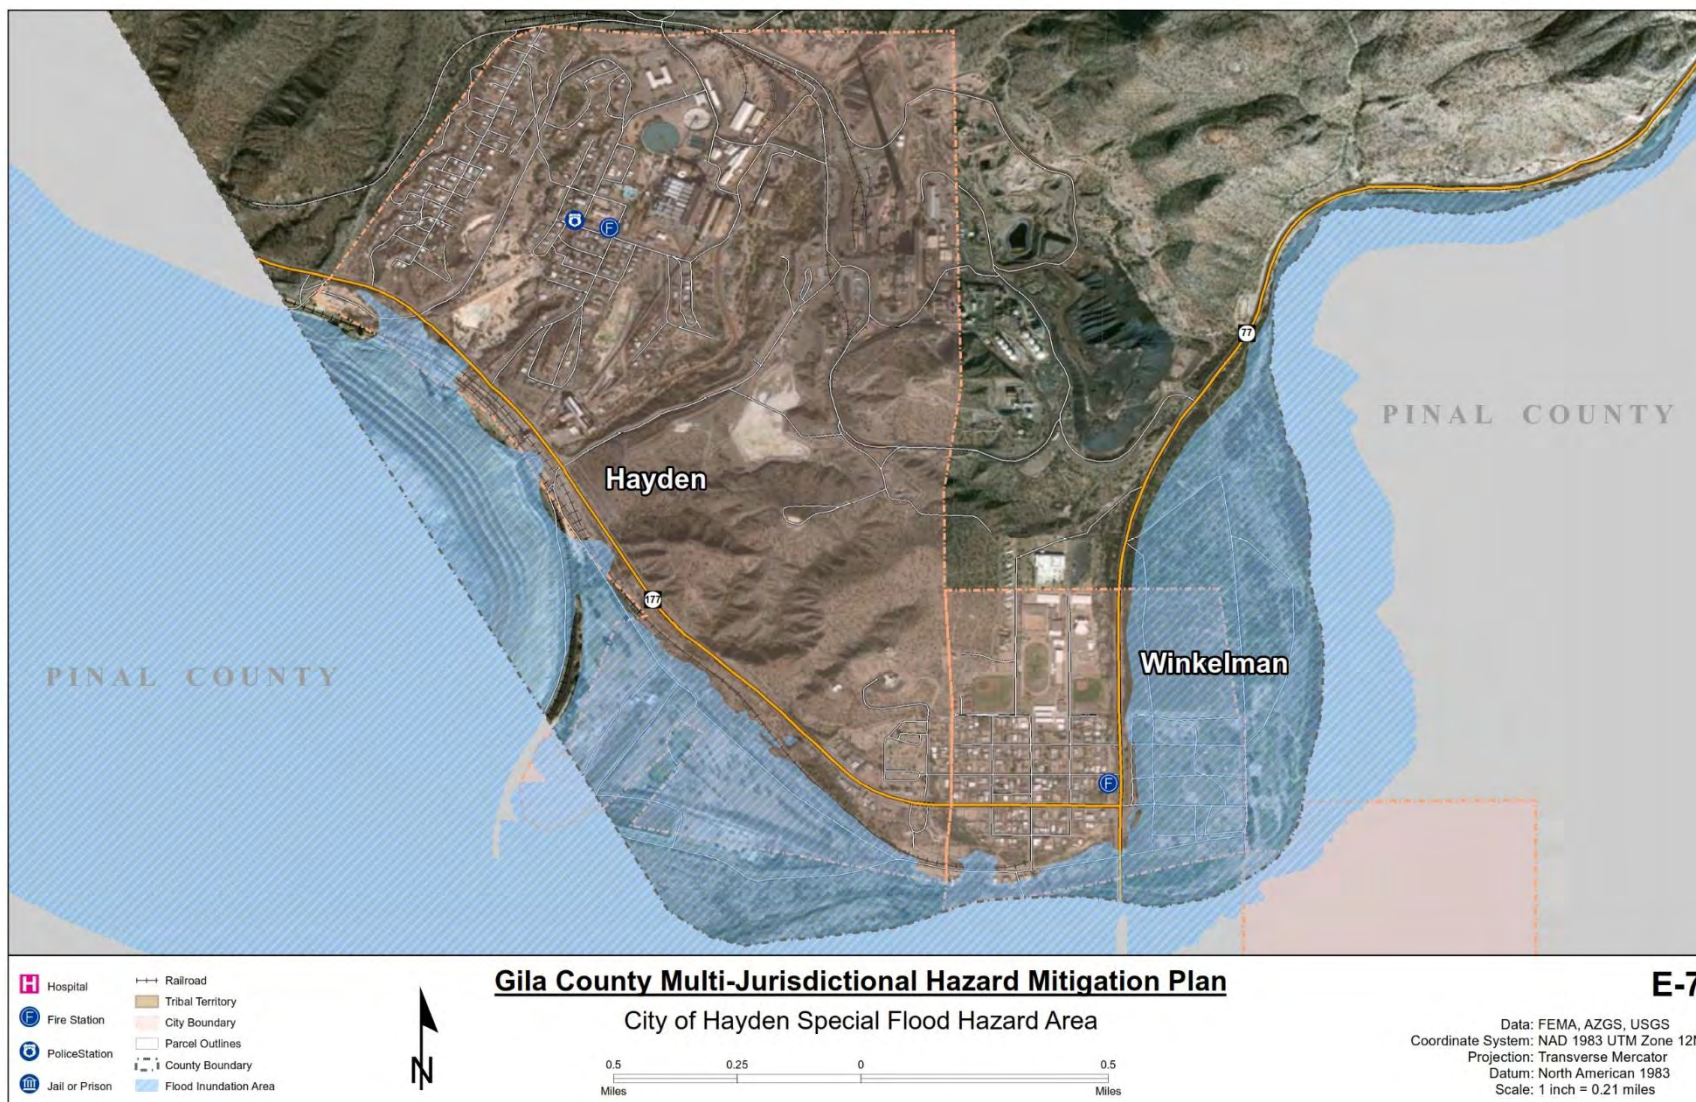 Hayden
Winkelman
PINAL COUNTY
PINAL COUNTY
77
177
F
F
F
H Hospital
Fire Station
PoliceStation
Jail or Prison
Railroad
Tribal Territory
City Boundary
Parcel Outlines
County Boundary
Flood Inundation Area
N
Gila County Multi-Jurisdictional Hazard Mitigation Plan
City of Hayden Special Flood Hazard Area
0.5 0.25 0 0.5
Miles Miles
E-7
Data: FEMA, AZGS, USGS
Coordinate System: NAD 1983 UTM Zone 12N
Projection: Transverse Mercator
Datum: North American 1983
Scale: 1 inch = 0.21 miles